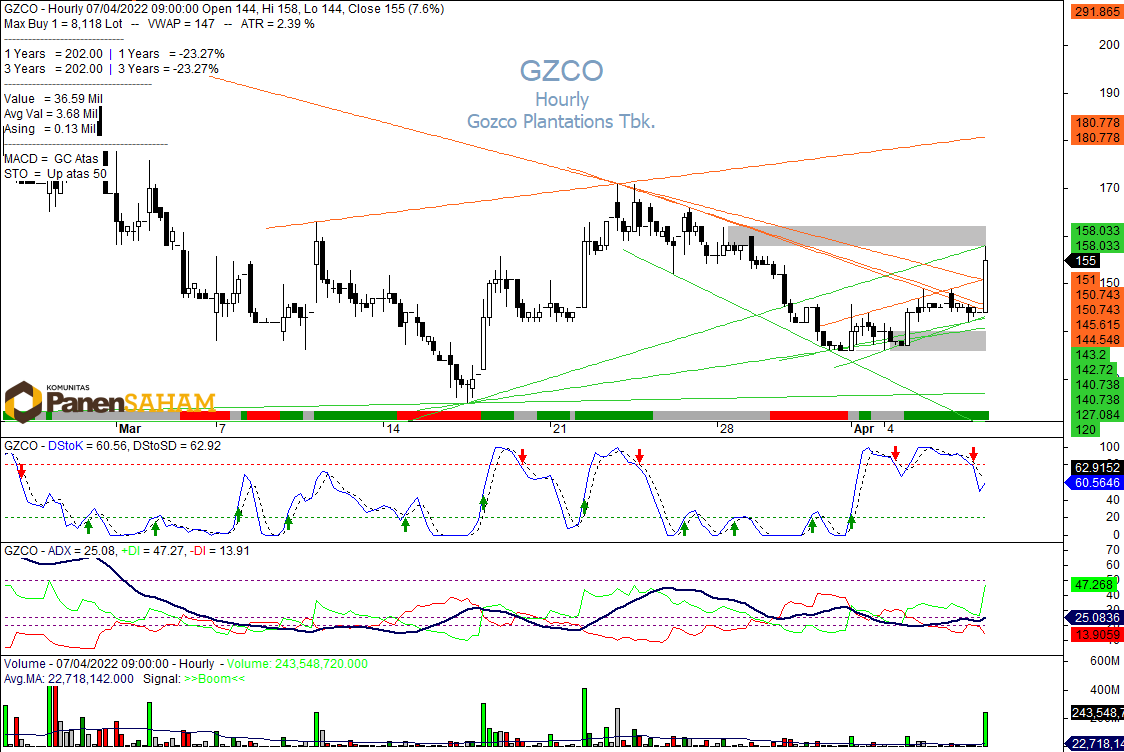 GZCO - Hourly 07/04/2022 09:00:00 Open 144, Hi 158, Lo 144, Close 155 (7.6%)
Max Buy 1 = 8,118 Lot -- VWAP = 147 -- ATR = 2.39 %
1 Years = 202.00 | 1 Years = -23.27%
3 Years = 202.00 | 3 Years = -23.27%
Value = 36.59 Mil
Avg Val = 3.68 Mil
Asing = 0.13 Mil
MACD = GC Atas
STO = Up atas 50
GZCO
Hourly
Gozco Plantations Tbk.
291.865
200
190
180.778
180.778
170
158.033
158.033
155
151
150
150.743
150.743
145.615
144.548
143.2
142.72
140.738
140.738
127.084
120
KOMUNITAS
PanenSAHAM
Mar 7 14 21 28 Apr 4
GZCO - DStoK = 60.56, DStoSD = 62.92
100
62.9152
60.5646
40
20
0
GZCO - ADX = 25.08, +DI = 47.27, -DI = 13.91
70
60
47.268
40
25.0836
13.9059
Volume - 07/04/2022 09:00:00 - Hourly - Volume: 243,548,720.000
Avg.MA: 22,718,142.000 Signal: >>Boom<<
600M
400M
243,548,7
22,718,14